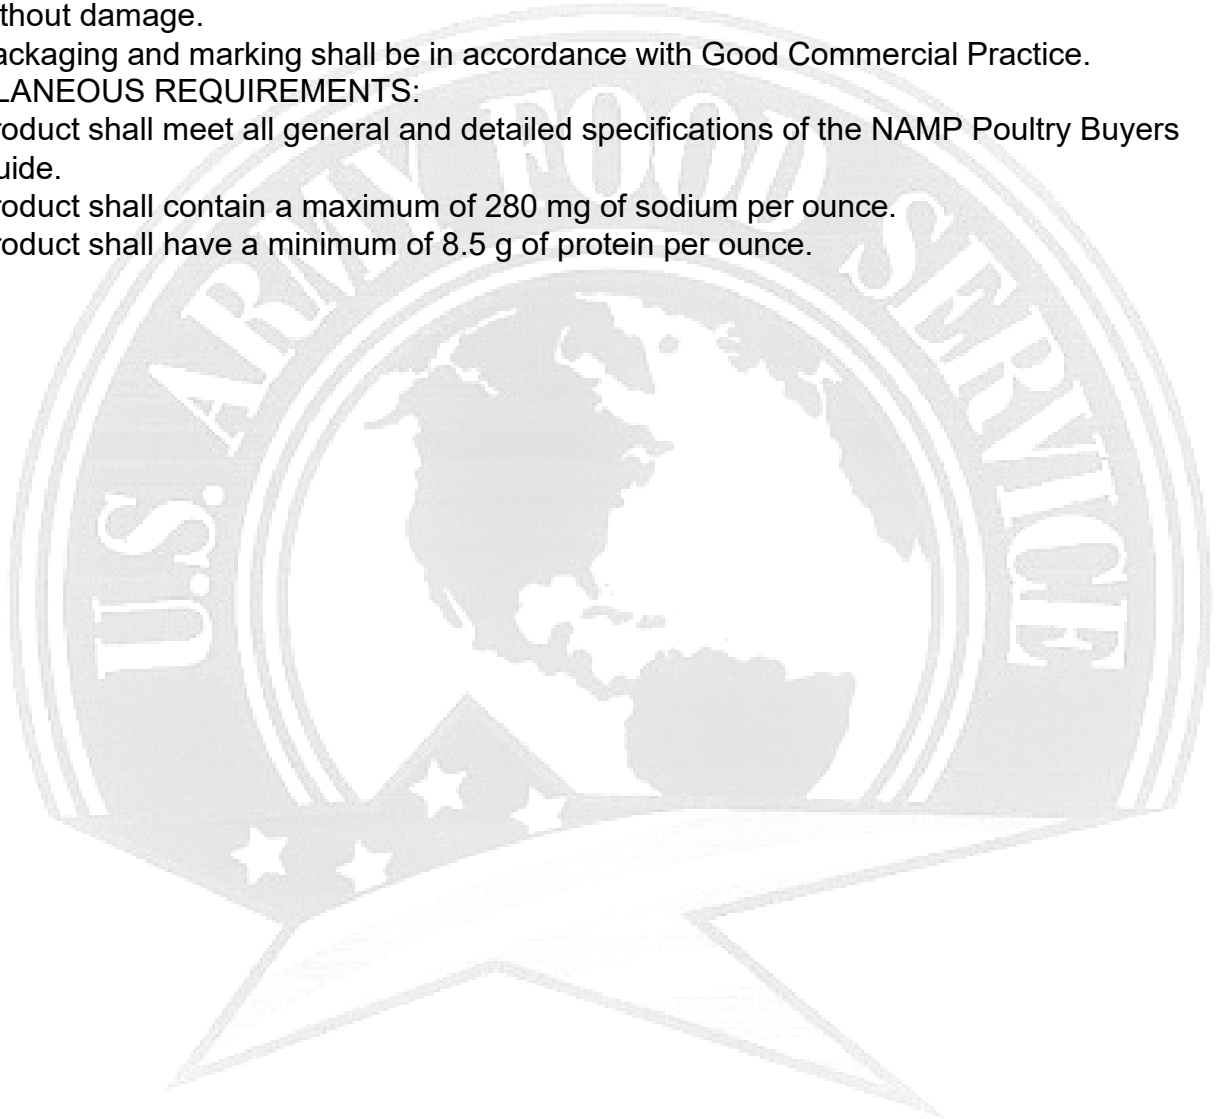 thout damage.
ackaging and marking shall be in accordance with Good Commercial Practice.
LANEOUS REQUIREMENTS:
roduct shall meet all general and detailed specifications of the NAMP Poultry Buyers
uide.
roduct shall contain a maximum of 280 mg of sodium per ounce.
roduct shall have a minimum of 8.5 g of protein per ounce.
U.S. ARMY FOOD SERVICE